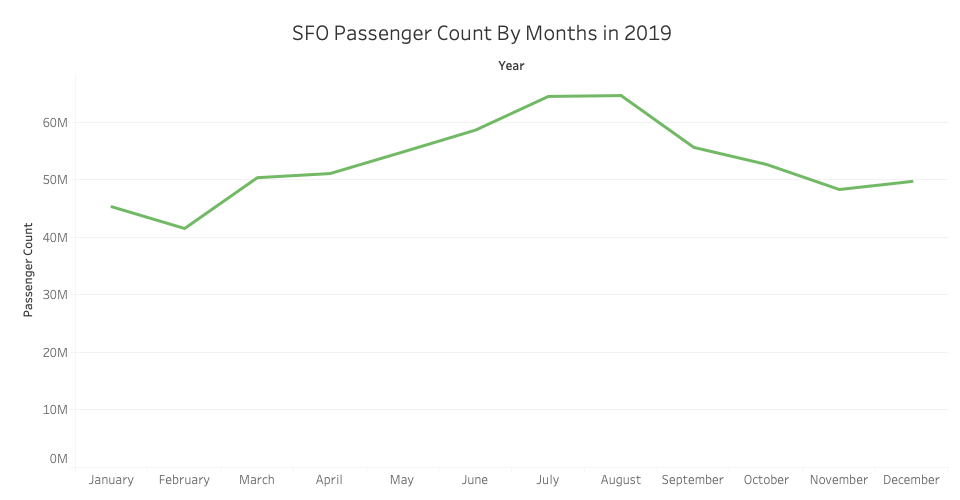 SFO Passenger Count By Months in 2019
Year
Passenger Count
60M
50M
40M
30M
20M
10M
0M
January February March April May June July August September October November December